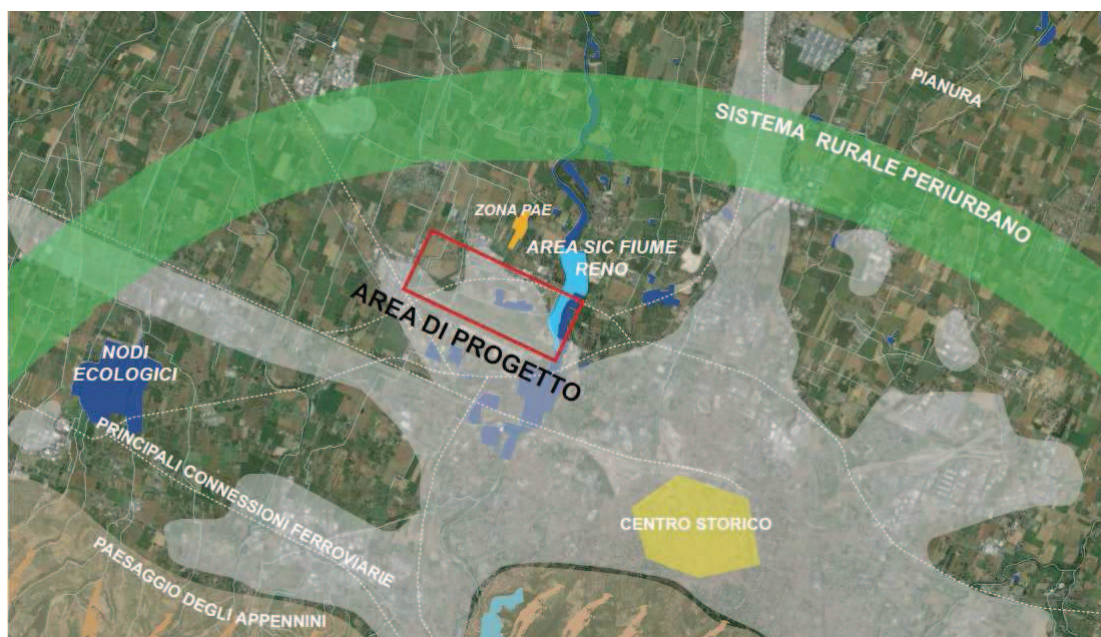 PIANURA
SISTEMA RURALE PERIURBANO
ZONA PAE
AREA SIC FIUME
RENO
AREA DI PROGETTO
NODI
ECOLOGICI
PRINCIPALI CONNESSIONI FERROVIARIE
CENTRO STORICO
PAESAGGIO DEGLI APPENNINI